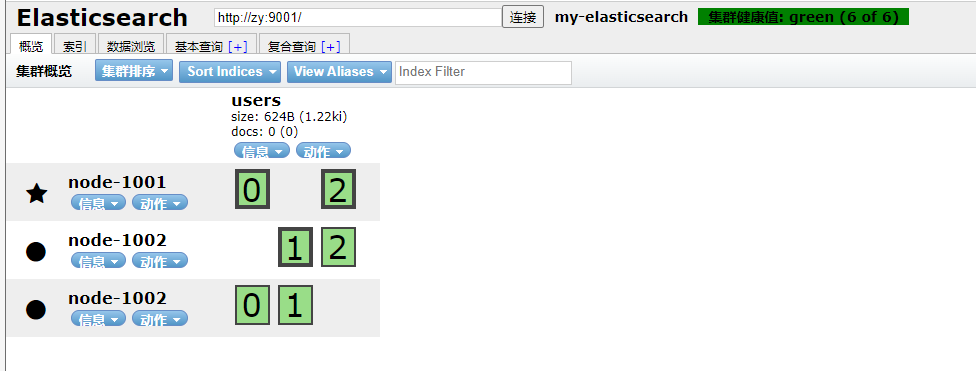 Elasticsearch http://zy:9001/ 连接 my-elasticsearch 集群健康值: green (6 of 6)
概览 索引 数据浏览 基本查询 [+] 复合查询 [+]
集群概览 集群排序 Sort Indices View Aliases Index Filter
users
size: 624B (1.22ki)
docs: 0 (0)
信息 动作
node-1001 0 2
信息 动作
node-1002 1 2
信息 动作
node-1002 0 1
信息 动作